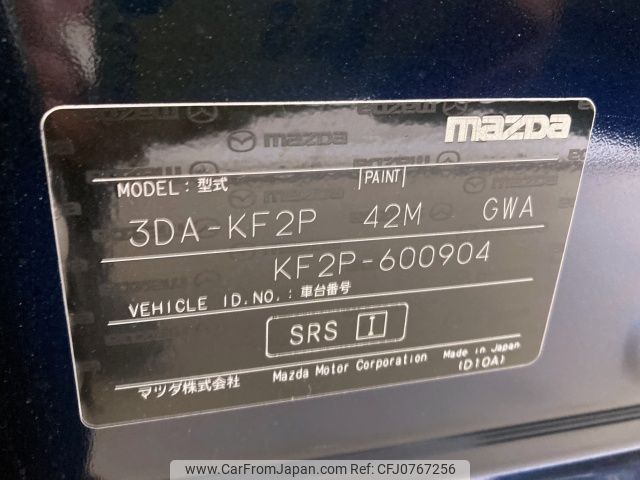 mazda
MODEL: 型式 PAINT
3DA-KF2P 42M GWA
KF2P-600904
VEHICLE ID.NO.: 車台番号
SRS I
マツダ株式会社 Mazda Motor Corporation Made in Japan
(D10A)
mazda
www.CarFromJapan.com (REF NO.CFJ0767256)